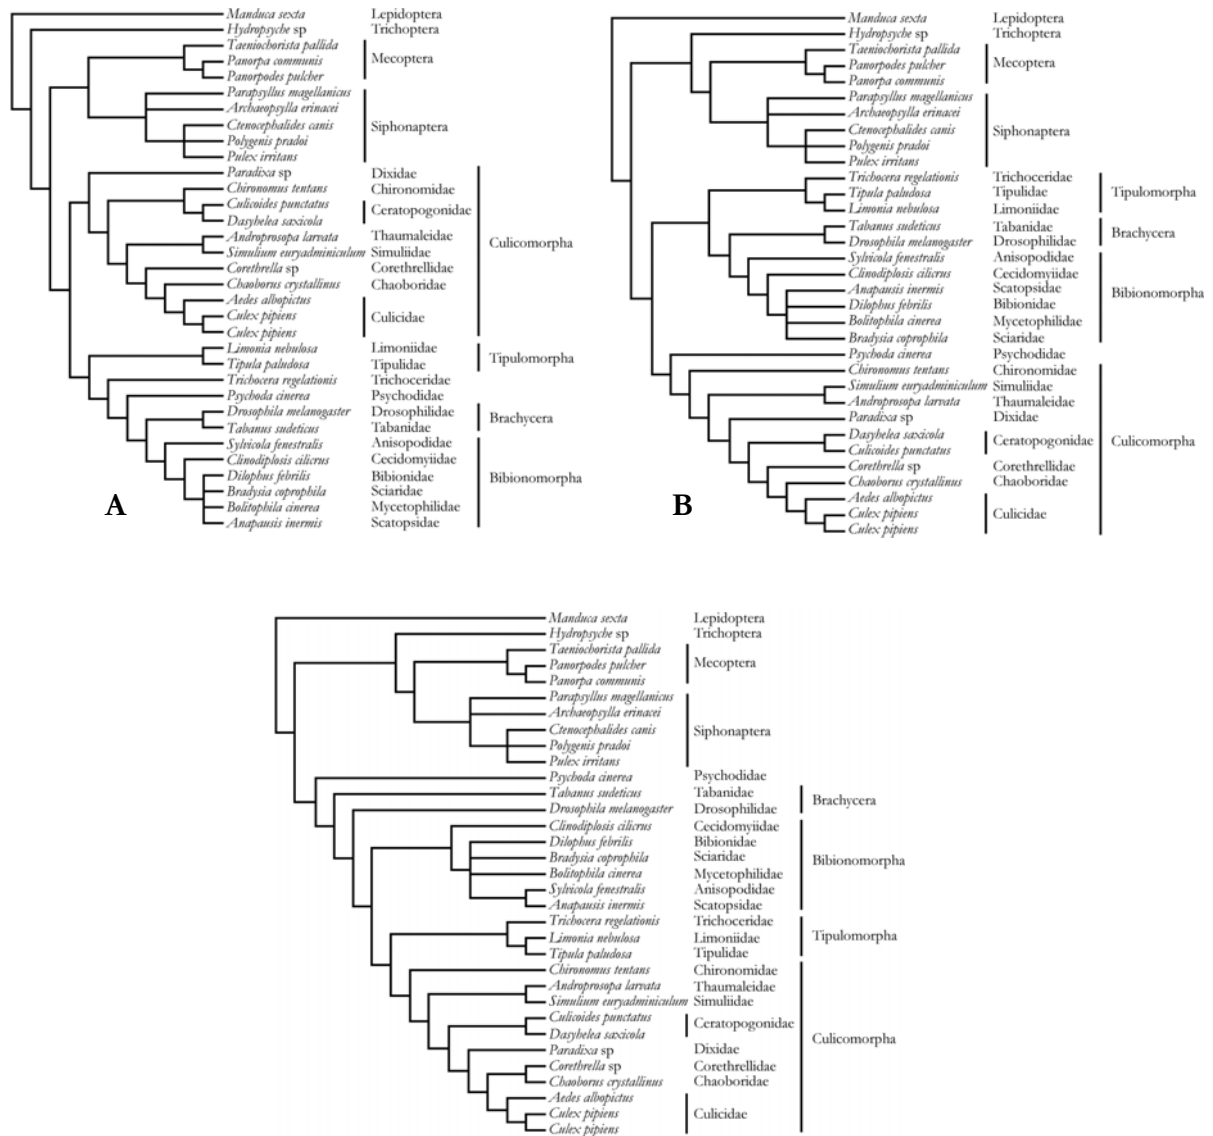 Manduca sexta Lepidoptera
Hydropsyche sp Trichoptera
Taeniochorista pallida
Panorpa communis Mecoptera
Panorpodes pulcher
Parapsyllus magellanicus
Archaeopsylla erinacei
Ctenocephalides canis Siphonaptera
Polygenis pradoi
Pulex irritans
Paradixa sp Dixidae
Chironomus tentans Chironomidae
Culicoides punctatus Ceratopogonidae
Dasyhelea saxicola
Androprosopa larvata Thaumaleidae Culicomorpha
Simulium euryadminiculum Simuliidae
Corethrella sp Corethrellidae
Chaoborus crystallinus Chaoboridae
Aedes albopictus
Culex pipiens Culicidae
Culex pipiens
Limonia nebulosa Limoniidae Tipulomorpha
Tipula paludosa Tipulidae
Trichocera regelationis Trichoceridae
Psychoda cinerea Psychodidae
Drosophila melanogaster Drosophilidae Brachycera
Tabanus sudeticus Tabanidae
Sylvicola fenestralis Anisopodidae
Clinodiplosis cilicrus Cecidomyiidae
Dilophus febrilis Bibionidae Bibionomorpha
Bradysia coprophila Sciaridae
Bolitophila cinerea Mycetophilidae
Anapausis inermis Scatopsidae
A
Manduca sexta Lepidoptera
Hydropsyche sp Trichoptera
Taeniochorista pallida
Panorpodes pulcher Mecoptera
Panorpa communis
Parapsyllus magellanicus
Archaeopsylla erinacei
Ctenocephalides canis Siphonaptera
Polygenis pradoi
Pulex irritans
Trichocera regelationis Trichoceridae
Tipula paludosa Tipulidae Tipulomorpha
Limonia nebulosa Limoniidae
Tabanus sudeticus Tabanidae Brachycera
Drosophila melanogaster Drosophilidae
Sylvicola fenestralis Anisopodidae
Clinodiplosis cilicrus Cecidomyiidae
Anapausis inermis Scatopsidae Bibionomorpha
Dilophus febrilis Bibionidae
Bolitophila cinerea Mycetophilidae
Bradysia coprophila Sciaridae
Psychoda cinerea Psychodidae
Chironomus tentans Chironomidae
Simulium euryadminiculum Simuliidae
Androprosopa larvata Thaumaleidae
Paradixa sp Dixidae
Dasyhelea saxicola Ceratopogonidae Culicomorpha
Culicoides punctatus
Corethrella sp Corethrellidae
Chaoborus crystallinus Chaoboridae
Aedes albopictus
Culex pipiens Culicidae
Culex pipiens
B
Manduca sexta Lepidoptera
Hydropsyche sp Trichoptera
Taeniochorista pallida
Panorpodes pulcher Mecoptera
Panorpa communis
Parapsyllus magellanicus
Archaeopsylla erinacei
Ctenocephalides canis Siphonaptera
Polygenis pradoi
Pulex irritans
Psychoda cinerea Psychodidae
Tabanus sudeticus Tabanidae Brachycera
Drosophila melanogaster Drosophilidae
Clinodiplosis cilicrus Cecidomyiidae
Dilophus febrilis Bibionidae
Bradysia coprophila Sciaridae Bibionomorpha
Bolitophila cinerea Mycetophilidae
Sylvicola fenestralis Anisopodidae
Anapausis inermis Scatopsidae
Trichocera regelationis Trichoceridae
Limonia nebulosa Limoniidae Tipulomorpha
Tipula paludosa Tipulidae
Chironomus tentans Chironomidae
Androprosopa larvata Thaumaleidae
Simulium euryadminiculum Simuliidae
Culicoides punctatus Ceratopogonidae
Dasyhelea saxicola Culicomorpha
Paradixa sp Dixidae
Corethrella sp Corethrellidae
Chaoborus crystallinus Chaoboridae
Aedes albopictus
Culex pipiens Culicidae
Culex pipiens